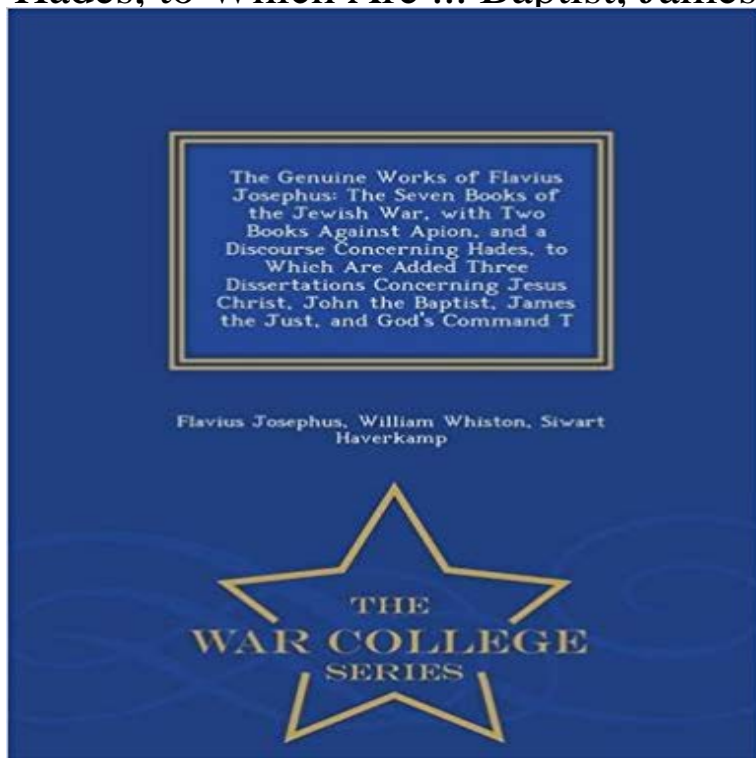 Hades, to Which Are ... Baptist, James
The Genuine Works of Flavius
Josephus: The Seven Books of
the Jewish War, with Two
Books Against Apion, and a
Discourse Concerning Hades, to
Which Are Added Three
Dissertations Concerning Jesus
Christ, John the Baptist, James
the Just, and God's Command T
Flavius Josephus, William Whiston, Siwart
Haverkamp
THE
WAR COLLEGE
SERIES